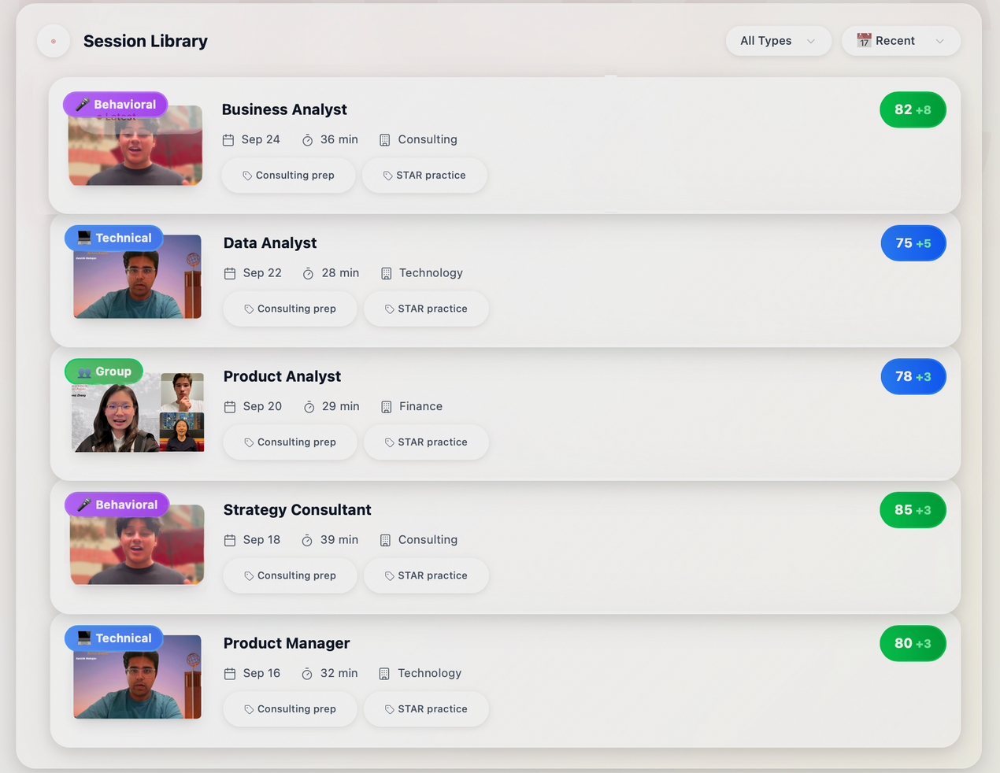 Session Library
All Types
17 Recent
Behavioral
Latest
Business Analyst
82 +8
Sep 24 36 min Consulting
Consulting prep STAR practice
Technical
Data Analyst
75 +5
Sep 22 28 min Technology
Consulting prep STAR practice
Group
Product Analyst
78 +3
Sep 20 29 min Finance
Consulting prep STAR practice
Behavioral
Strategy Consultant
85 +3
Sep 18 39 min Consulting
Consulting prep STAR practice
Technical
Product Manager
80 +3
Sep 16 32 min Technology
Consulting prep STAR practice